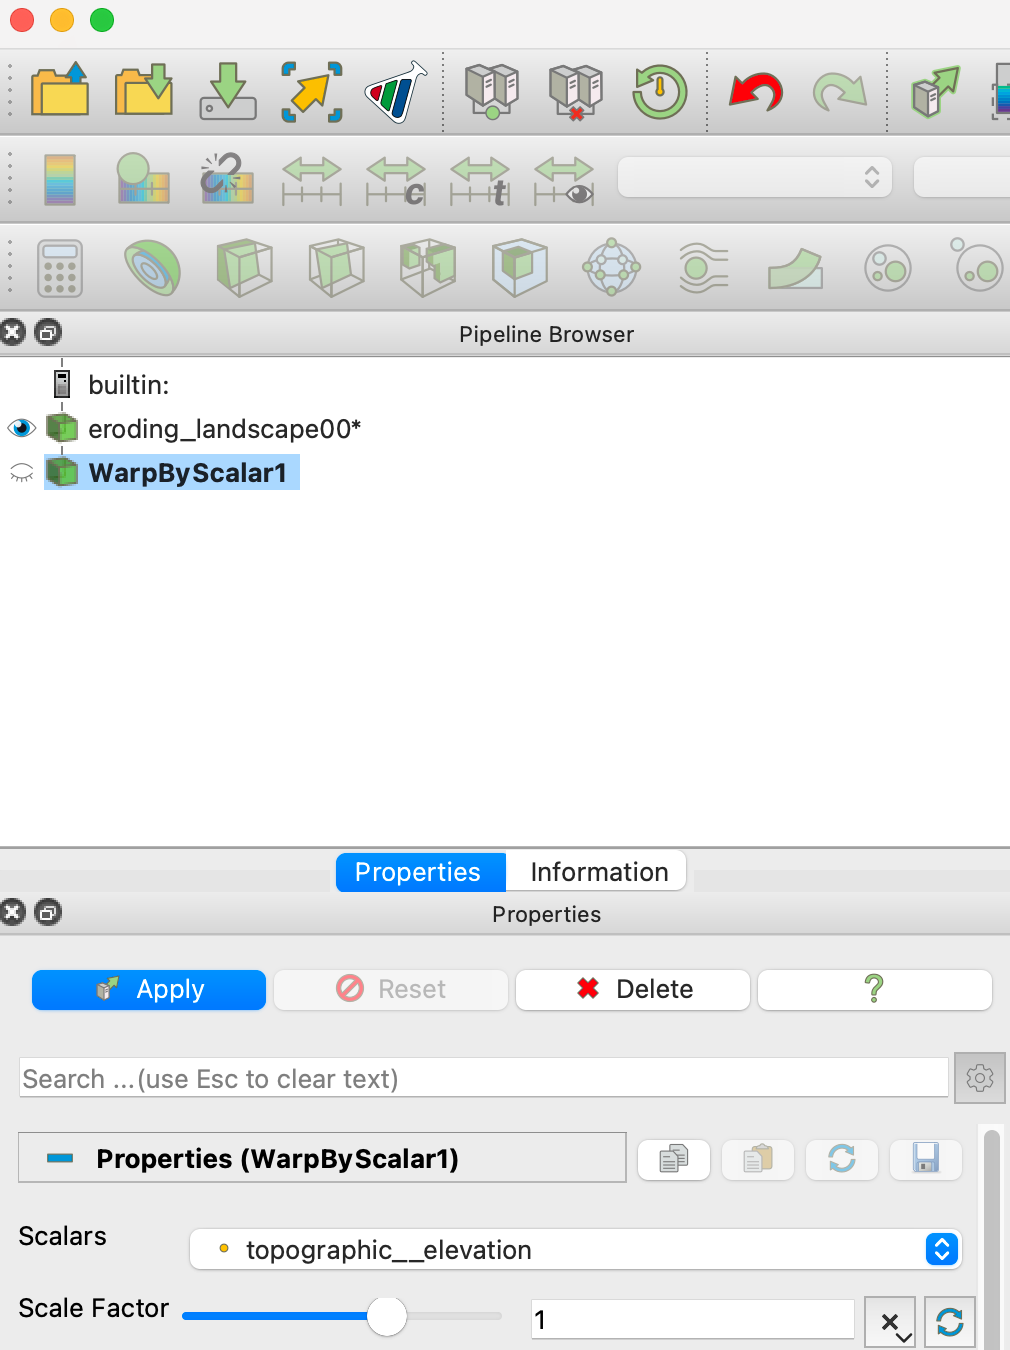 c
t
Pipeline Browser
builtin:
eroding_landscape00*
WarpByScalar1
Properties
Information
Properties
Apply
Reset
Delete
?
Search ...(use Esc to clear text)
Properties (WarpByScalar1)
Scalars
topographic__elevation
Scale Factor
1